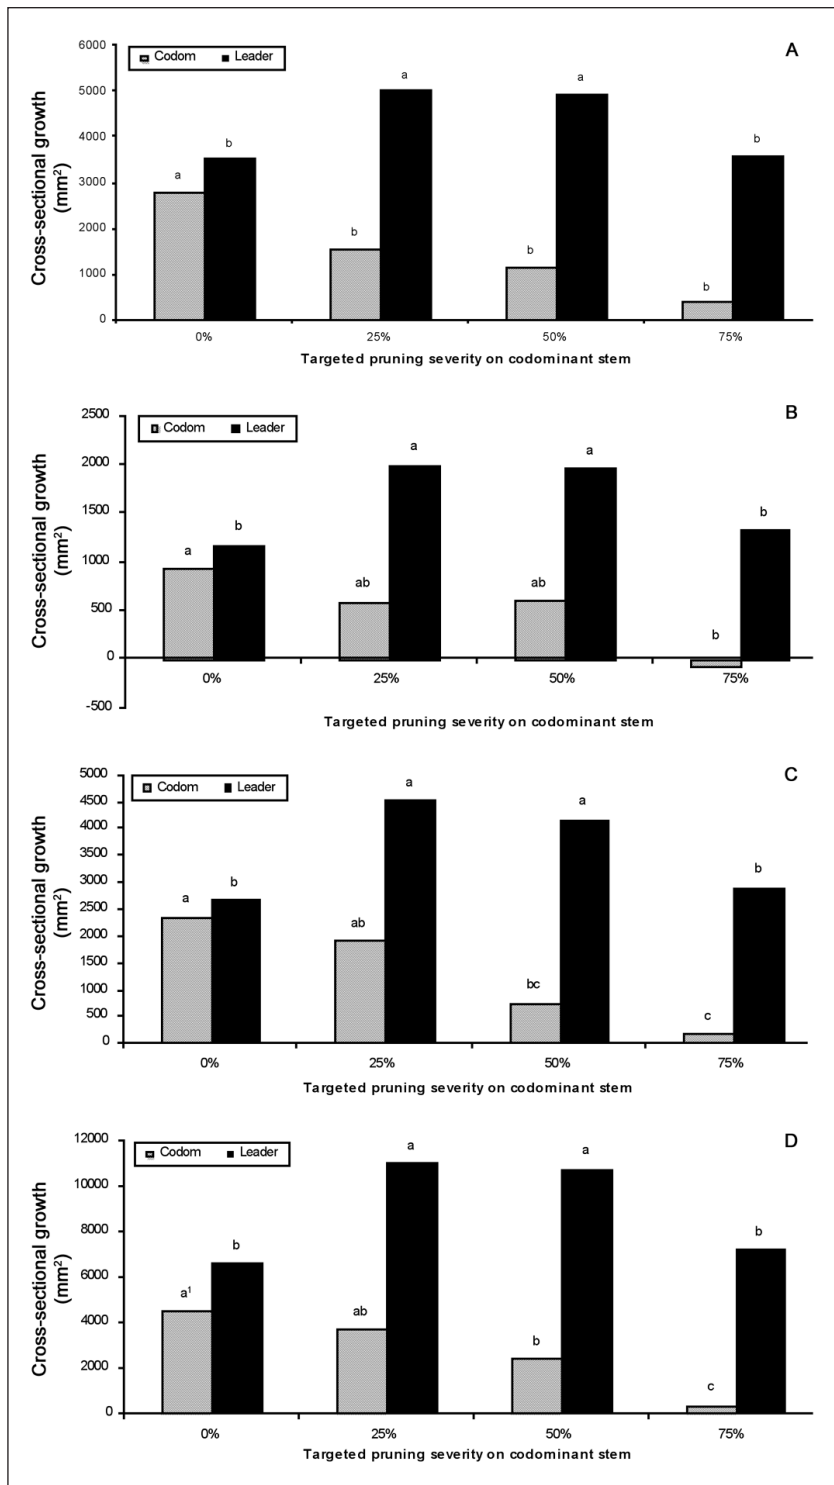 A
Codom Leader
6000
5000
4000
3000
2000
1000
0
Cross-sectional growth
(mm²)
a b b a b a b b
0% 25% 50% 75%
Targeted pruning severity on codominant stem
B
Codom Leader
2500
2000
1500
1000
500
0
-500
Cross-sectional growth
(mm²)
a b ab a ab a b b
0% 25% 50% 75%
Targeted pruning severity on codominant stem
C
Codom Leader
5000
4500
4000
3500
3000
2500
2000
1500
1000
500
0
Cross-sectional growth
(mm²)
a b ab a bc a c b
0% 25% 50% 75%
Targeted pruning severity on codominant stem
D
Codom Leader
12000
10000
8000
6000
4000
2000
0
Cross-sectional growth
(mm²)
a¹ b ab a b a c b
0% 25% 50% 75%
Targeted pruning severity on codominant stem